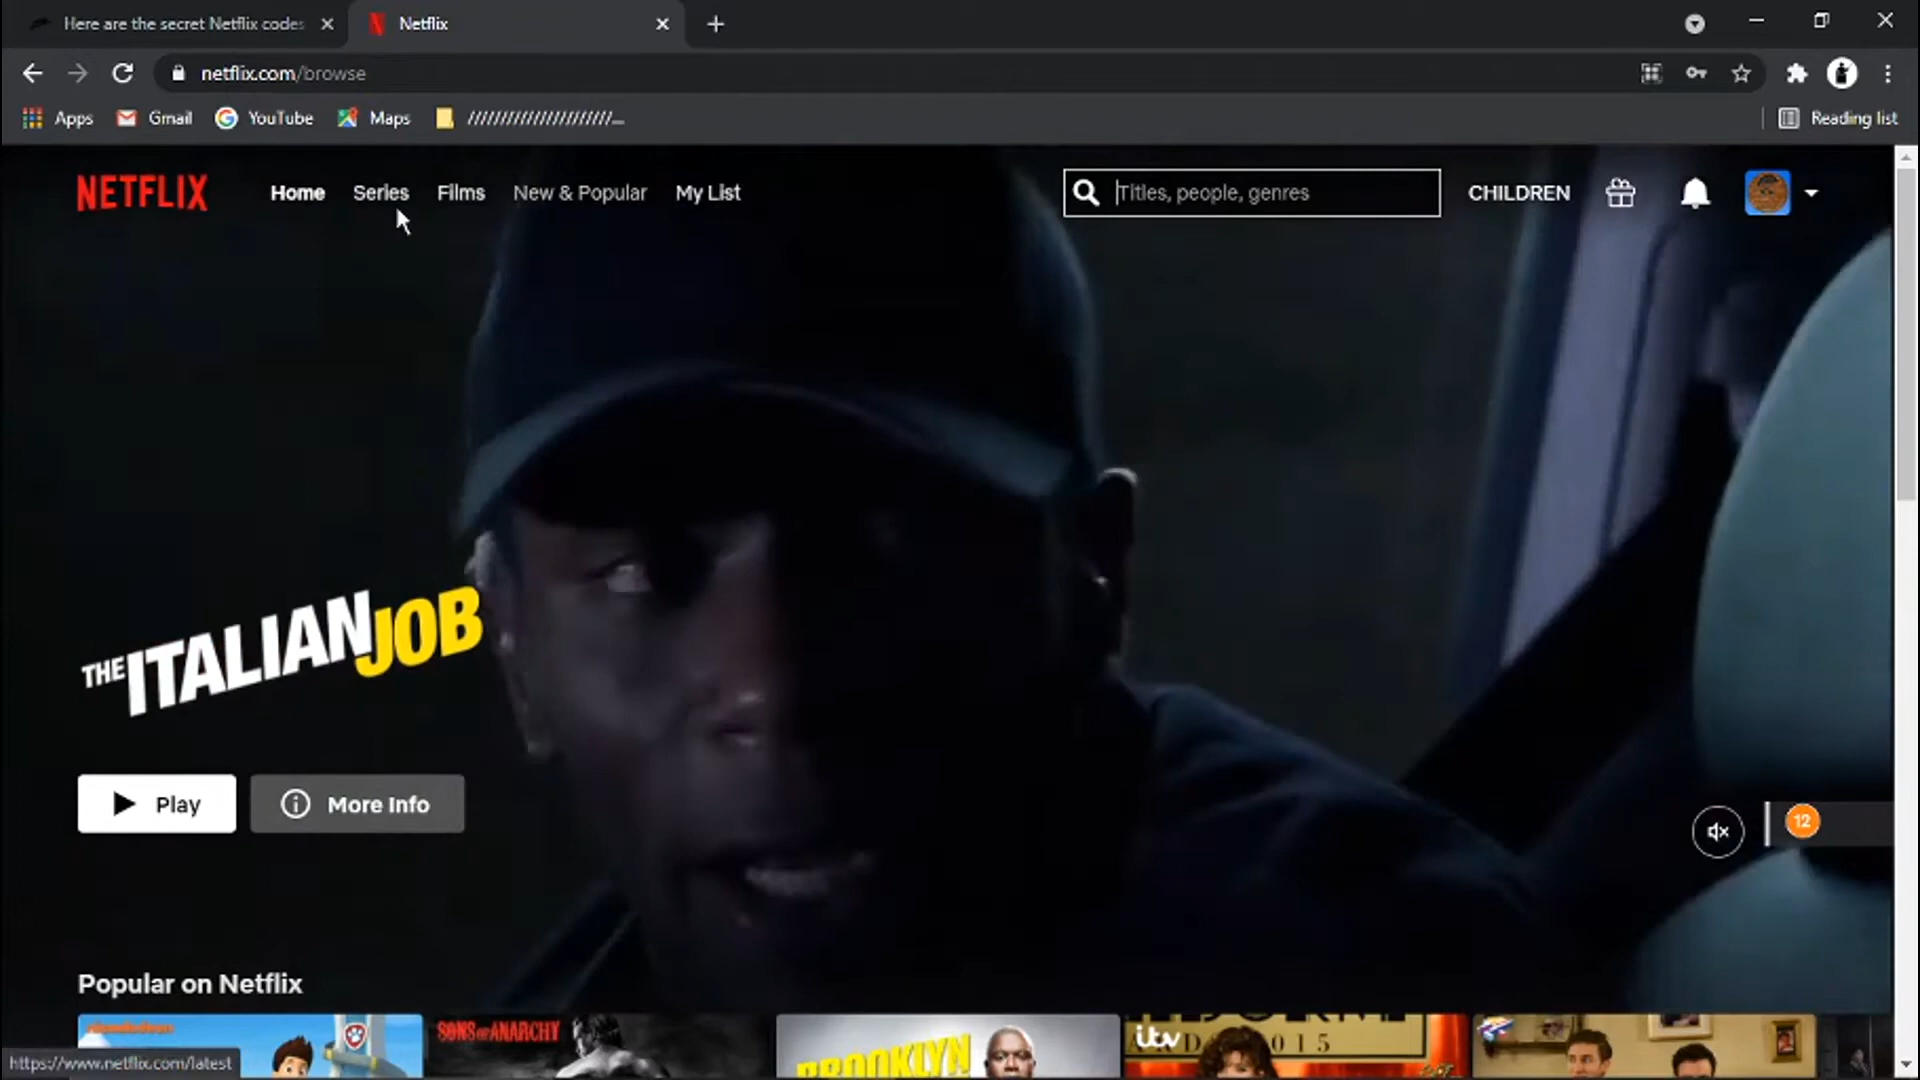 Here are the secret Netflix codes
Netflix
netflix.com/browse
Apps
Gmail
YouTube
Maps
//////////////////////...
Reading list
NETFLIX
Home
Series
Films
New & Popular
My List
Titles, people, genres
CHILDREN
THE ITALIAN JOB
Play
More Info
12
Popular on Netflix
nickelodeon
SONS OF ANARCHY
BROOKLYN
itv
2015
https://www.netflix.com/latest